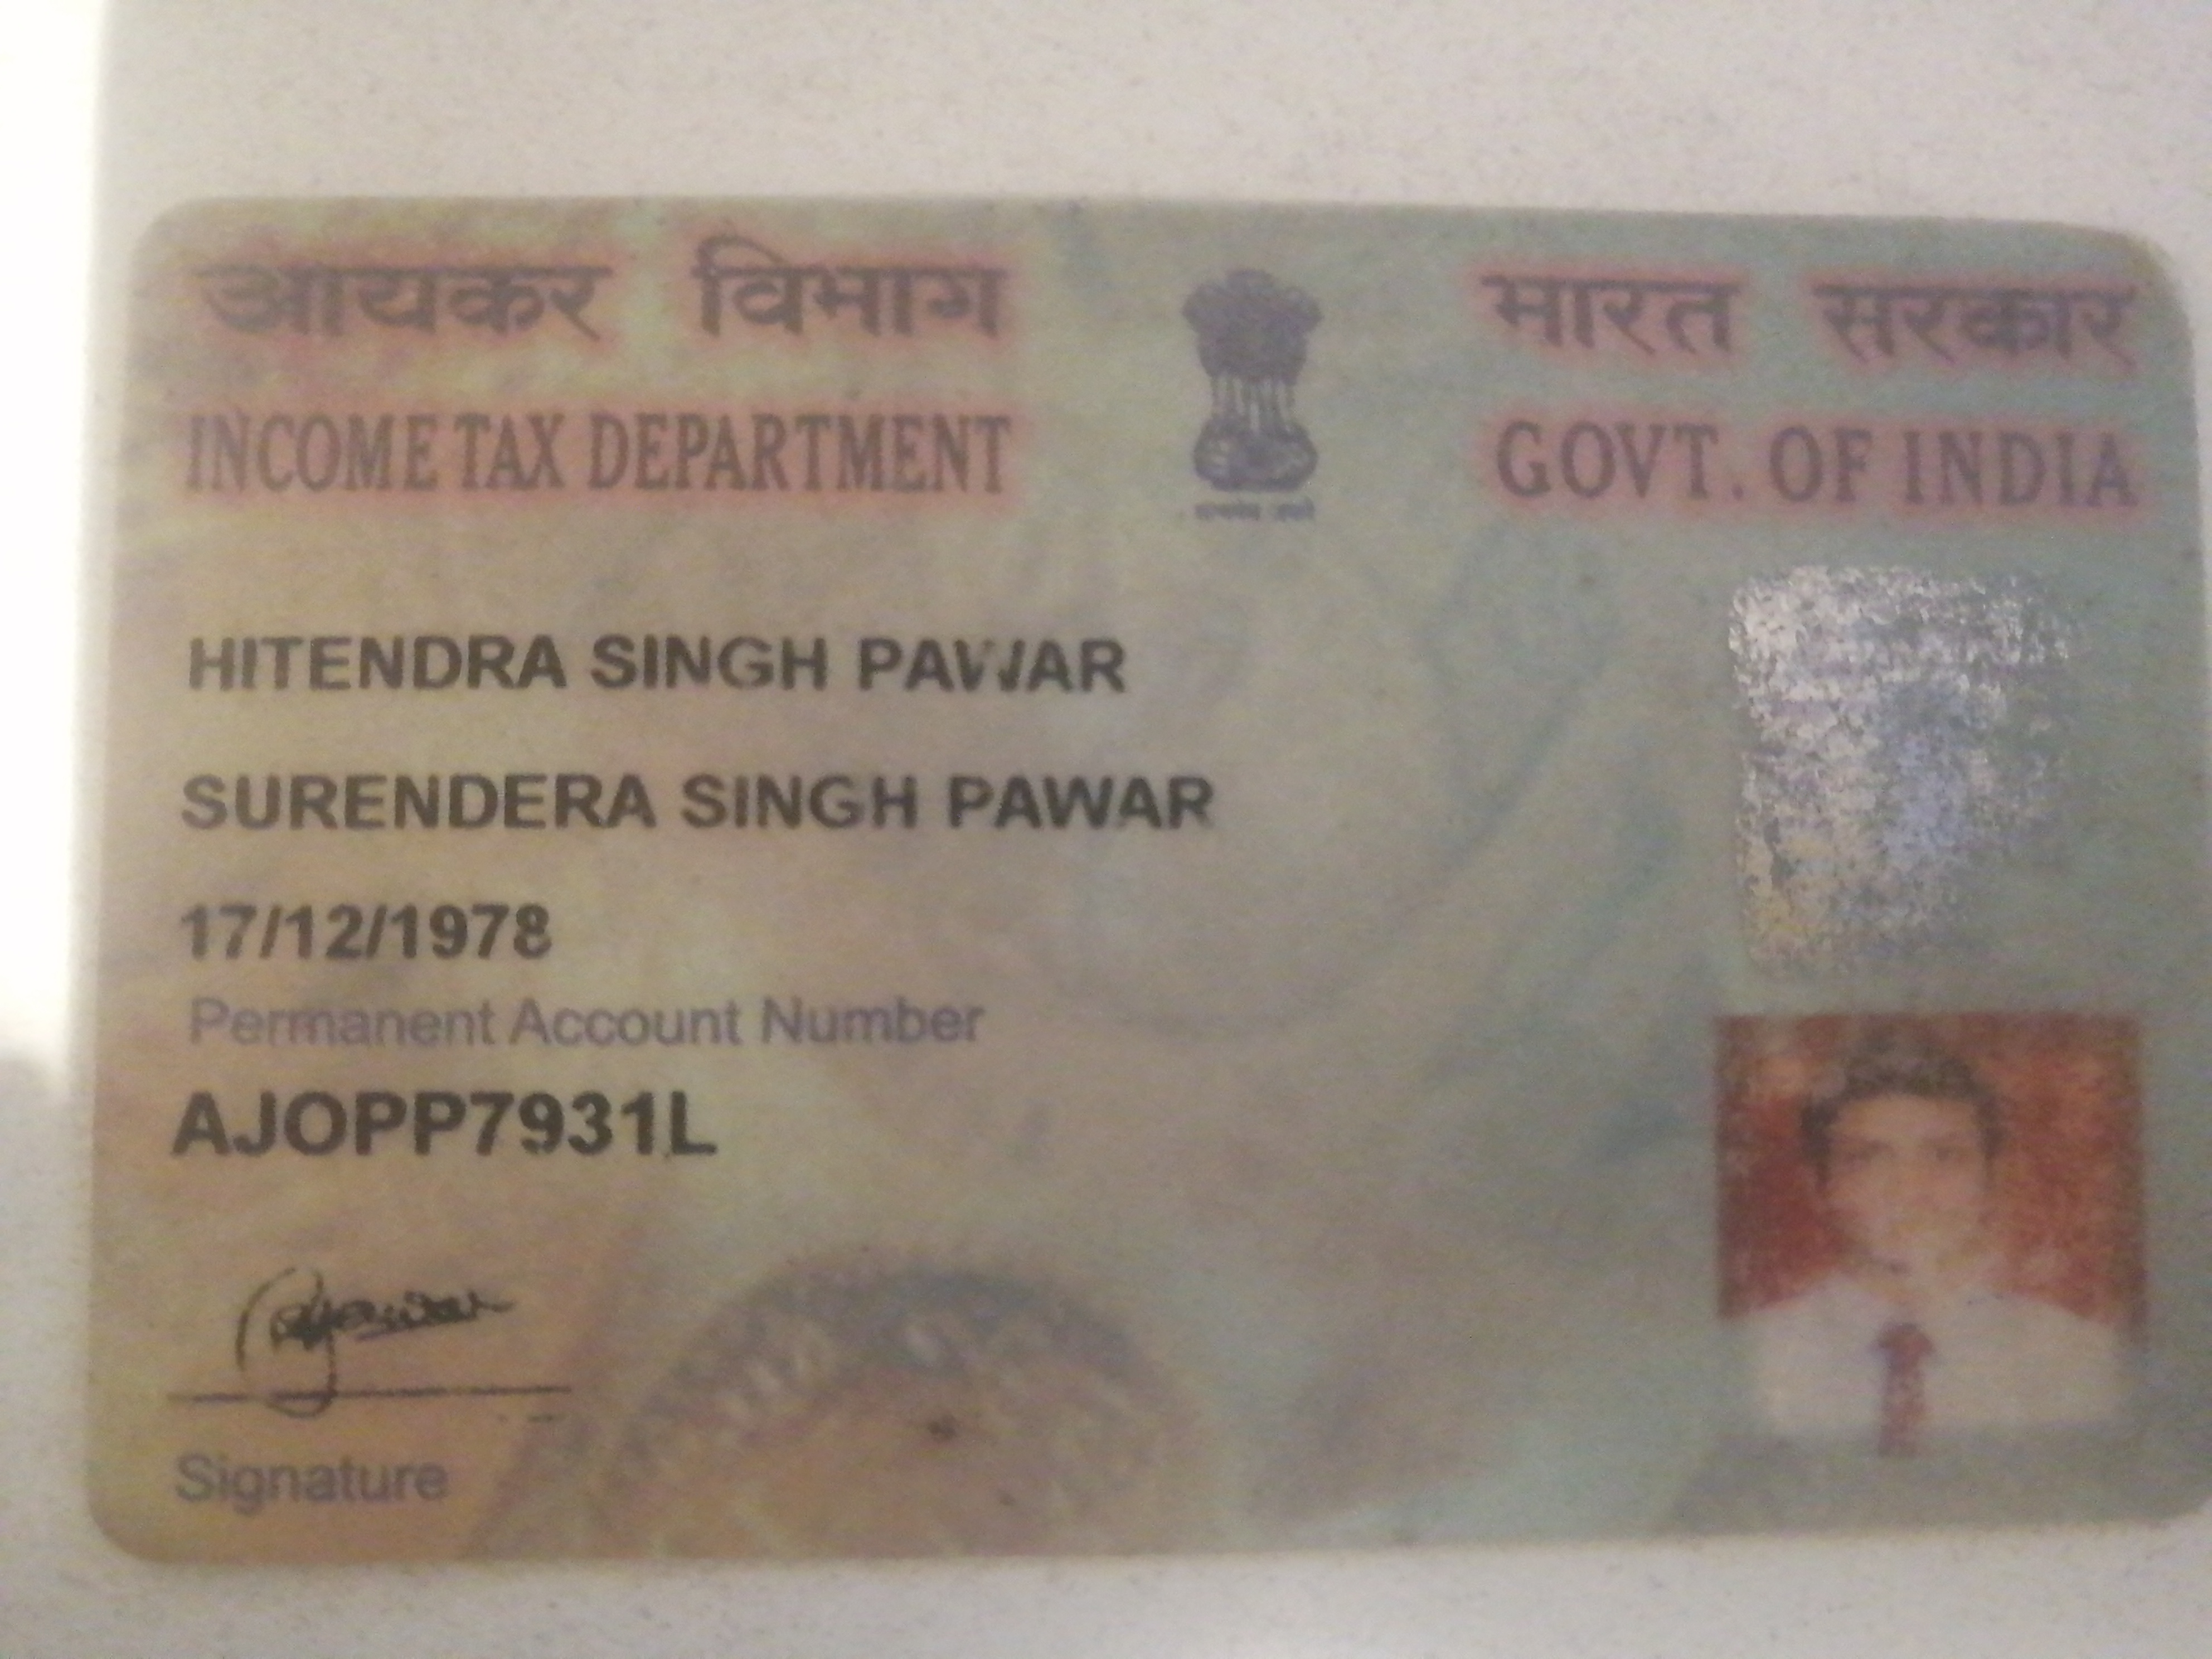 आयकर विभाग
INCOME TAX DEPARTMENT
भारत सरकार
GOVT. OF INDIA
HITENDRA SINGH PAWAR
SURENDERA SINGH PAWAR
17/12/1978
Permanent Account Number
AJOPP7931L
Signature